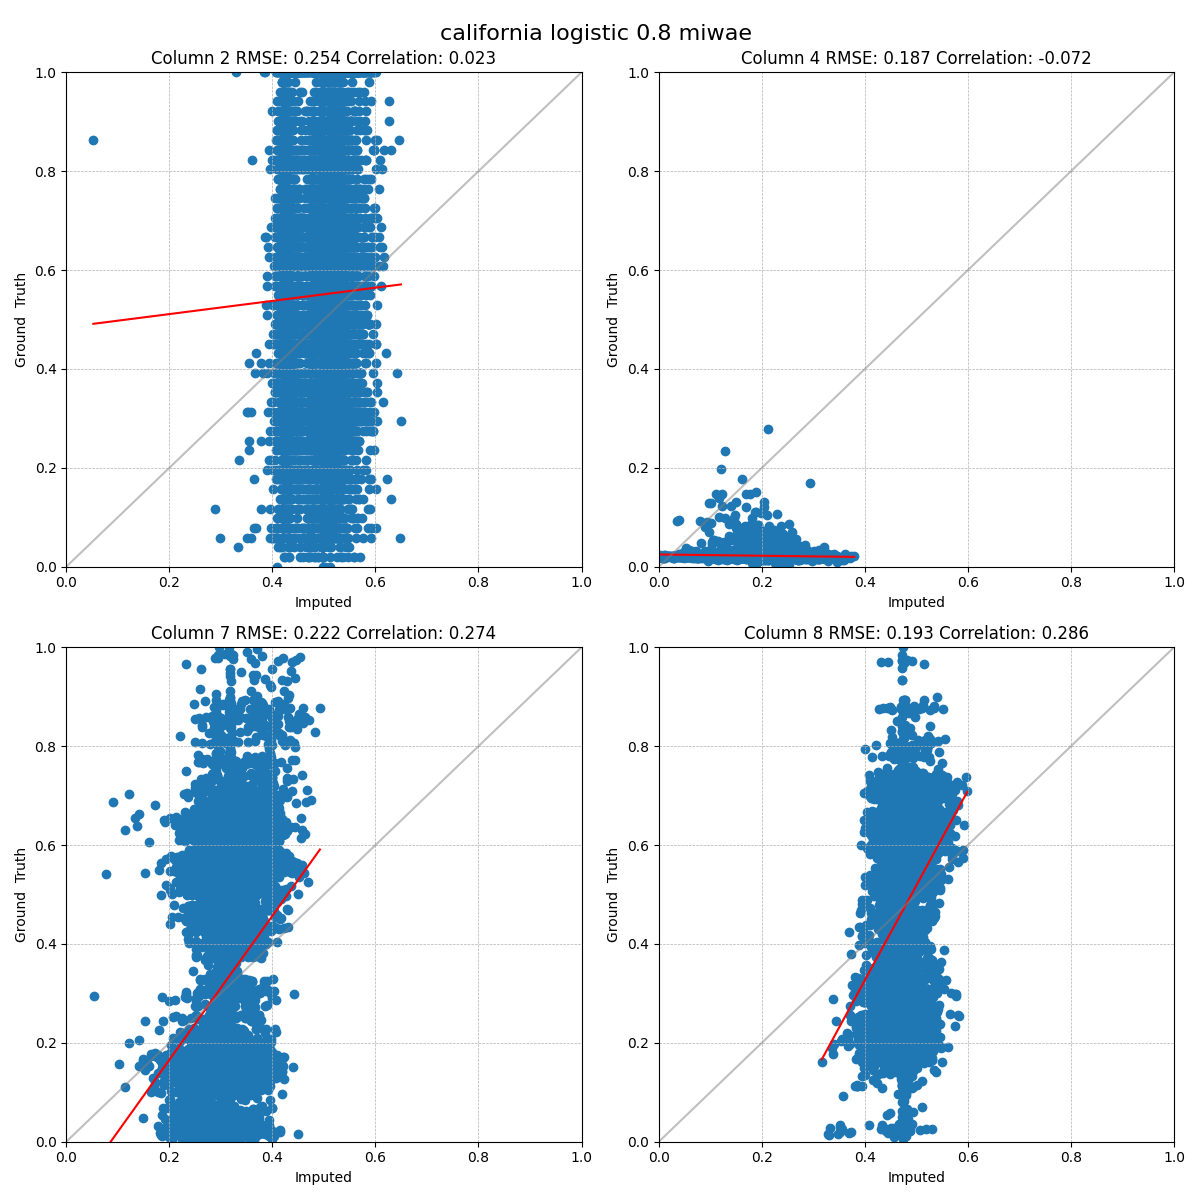 california logistic 0.8 miwae
Column 2 RMSE: 0.254 Correlation: 0.023
1.0
0.8
0.6
0.4
0.2
0.0
Ground Truth
0.0 0.2 0.4 0.6 0.8 1.0
Imputed
Column 4 RMSE: 0.187 Correlation: -0.072
1.0
0.8
0.6
0.4
0.2
0.0
Ground Truth
0.0 0.2 0.4 0.6 0.8 1.0
Imputed
Column 7 RMSE: 0.222 Correlation: 0.274
1.0
0.8
0.6
0.4
0.2
0.0
Ground Truth
0.0 0.2 0.4 0.6 0.8 1.0
Imputed
Column 8 RMSE: 0.193 Correlation: 0.286
1.0
0.8
0.6
0.4
0.2
0.0
Ground Truth
0.0 0.2 0.4 0.6 0.8 1.0
Imputed